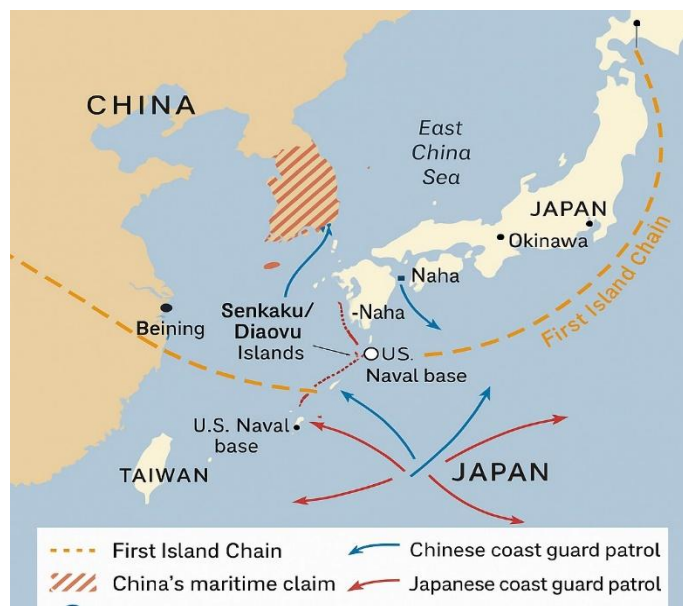 CHINA
East
China
Sea
JAPAN
Okinawa
Naha
First Island Chain
Senkaku/
Diaovu
Islands
-Naha
Beining
U.S.
Naval base
U.S. Naval
base
TAIWAN
JAPAN
First Island Chain
Chinese coast guard patrol
China's maritime claim
Japanese coast guard patrol